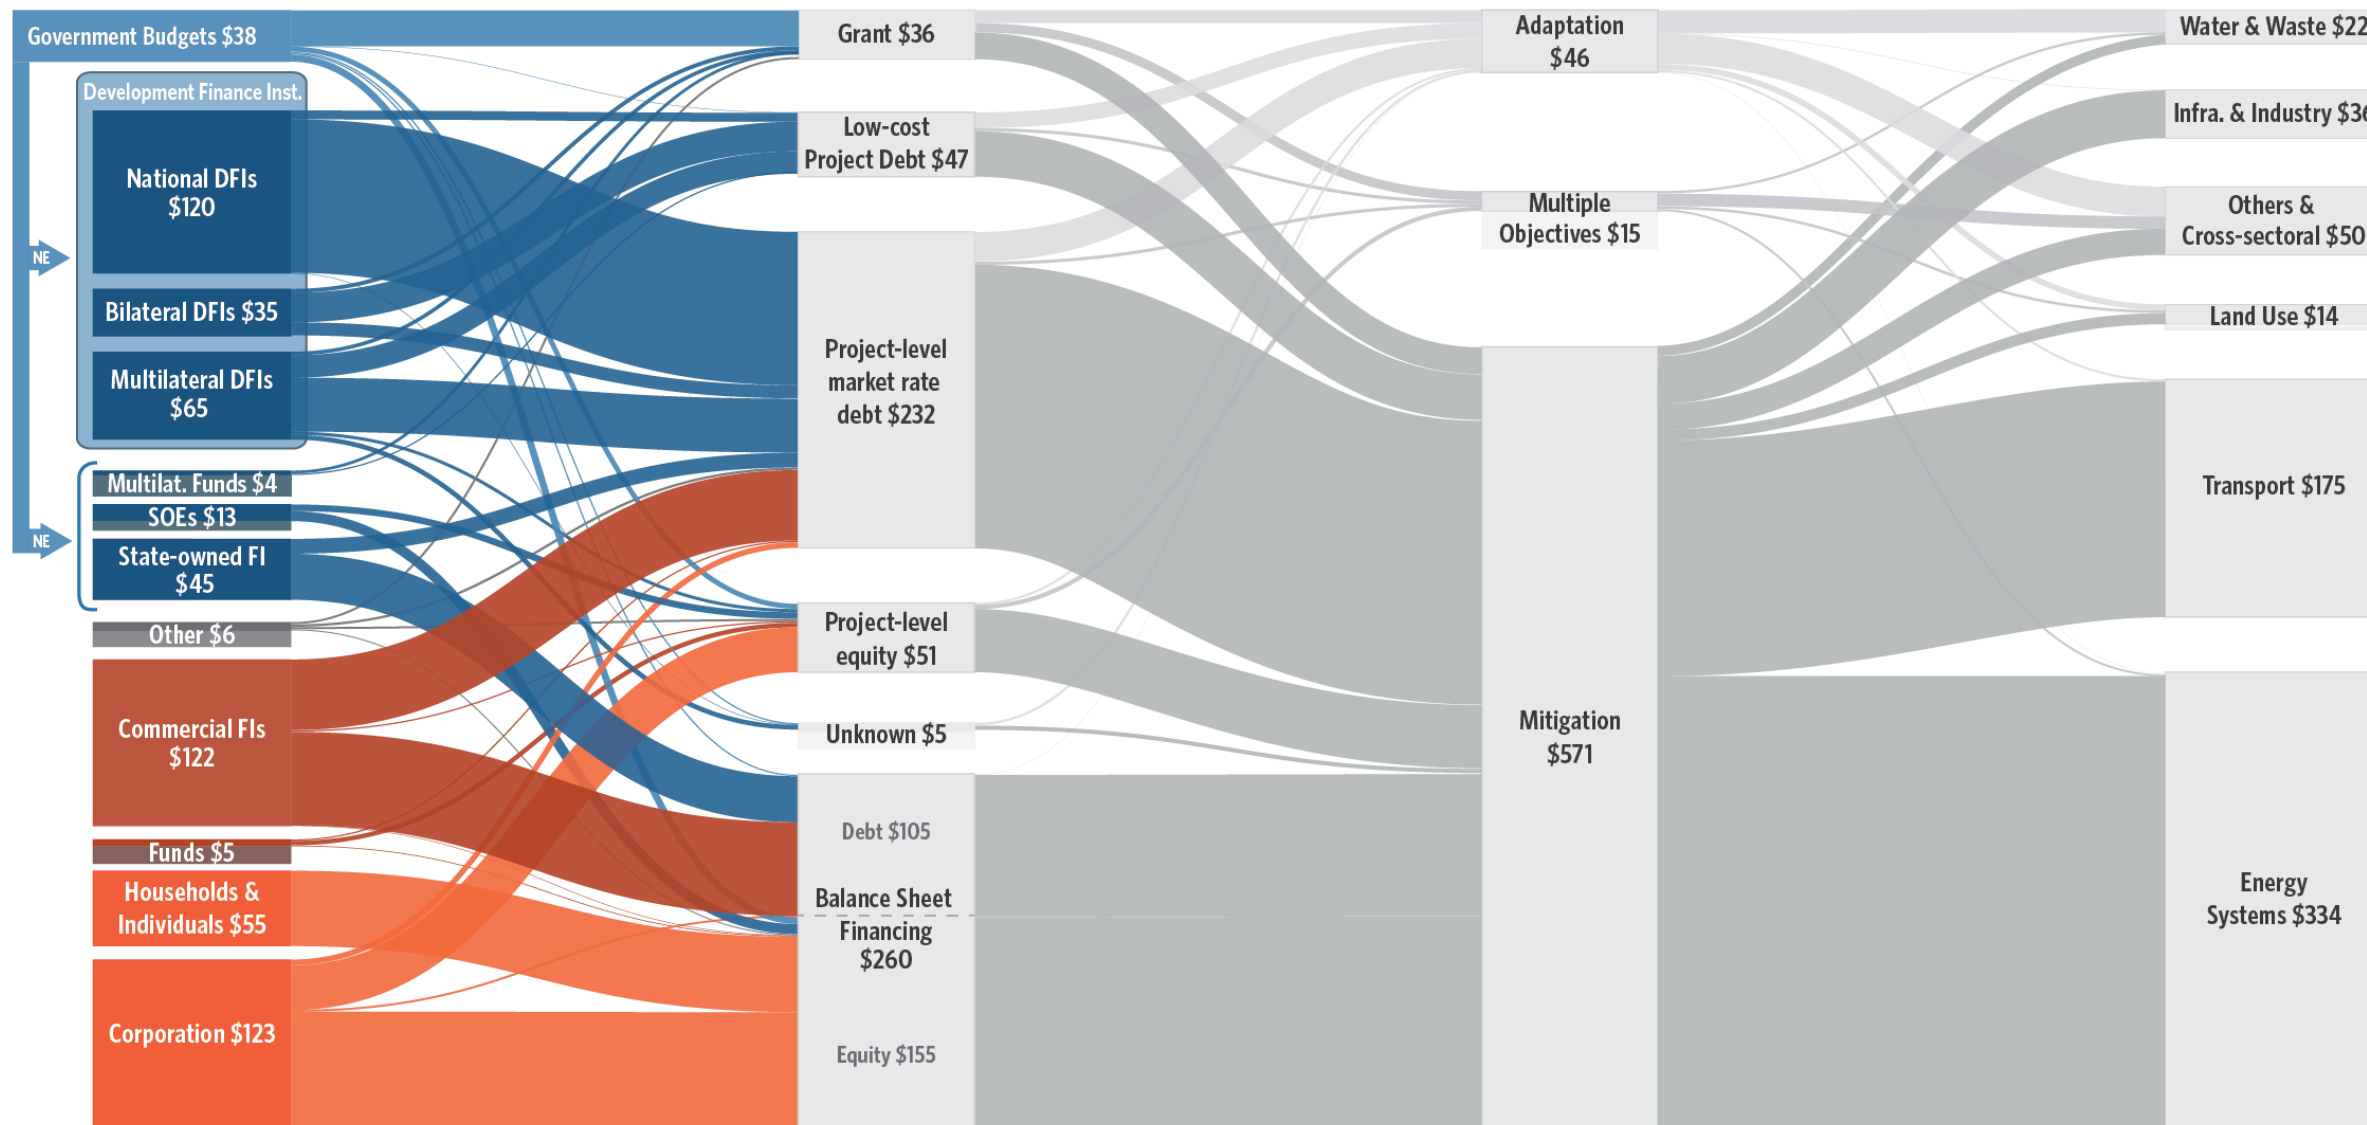 Government Budgets $38
Development Finance Inst.
National DFIs
$120
NE
Bilateral DFIs $35
Multilateral DFIs
$65
Multilat. Funds $4
SOEs $13
NE
State-owned FI
$45
Other $6
Commercial FIs
$122
Funds $5
Households &
Individuals $55
Corporation $123
Grant $36
Low-cost
Project Debt $47
Project-level
market rate
debt $232
Project-level
equity $51
Unknown $5
Debt $105
Balance Sheet
Financing
$260
Equity $155
Adaptation
$46
Multiple
Objectives $15
Mitigation
$571
Water & Waste $22
Infra. & Industry $36
Others &
Cross-sectoral $50
Land Use $14
Transport $175
Energy
Systems $334